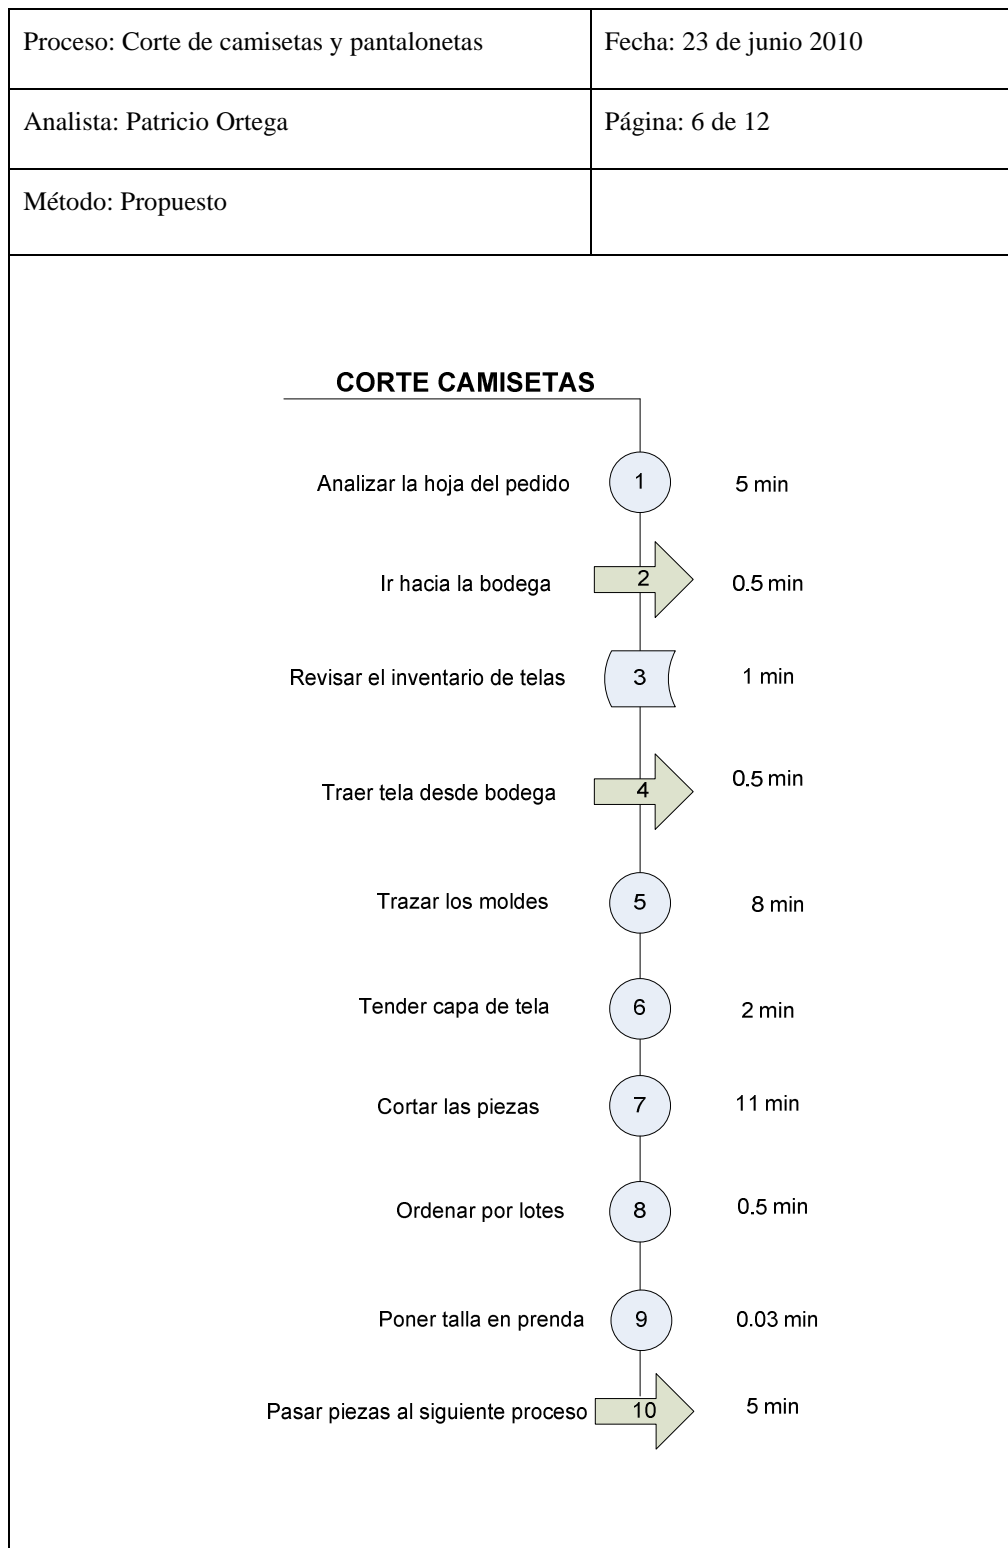 Proceso: Corte de camisetas y pantalonetas
Fecha: 23 de junio 2010
Analista: Patricio Ortega
Página: 6 de 12
Método: Propuesto
CORTE CAMISETAS
Analizar la hoja del pedido 1 5 min
Ir hacia la bodega 2 0.5 min
Revisar el inventario de telas 3 1 min
Traer tela desde bodega 4 0.5 min
Trazar los moldes 5 8 min
Tender capa de tela 6 2 min
Cortar las piezas 7 11 min
Ordenar por lotes 8 0.5 min
Poner talla en prenda 9 0.03 min
Pasar piezas al siguiente proceso 10 5 min